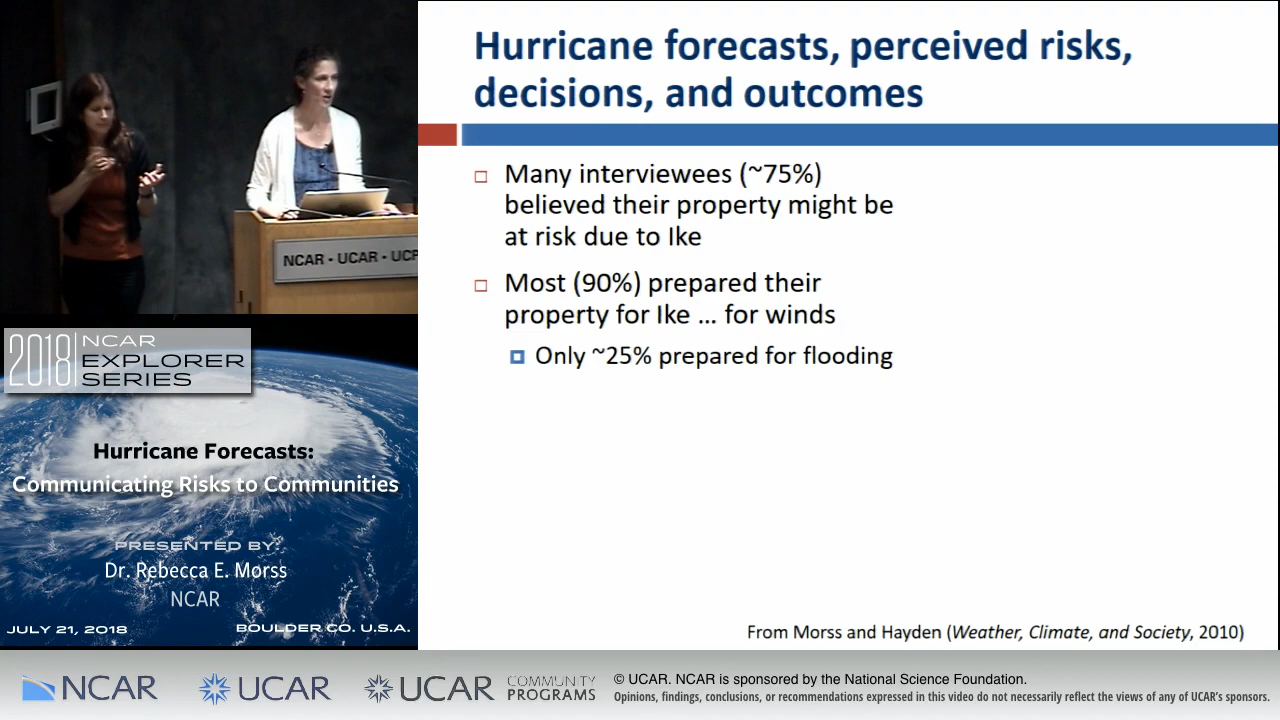 Hurricane forecasts, perceived risks,
decisions, and outcomes
Many interviewees (~75%)
believed their property might be
at risk due to Ike
Most (90%) prepared their
property for Ike ... for winds
Only ~25% prepared for flooding
From Morss and Hayden (Weather, Climate, and Society, 2010)
NCAR • UCAR • UCP
2018 NCAR
EXPLORER
SERIES
Hurricane Forecasts:
Communicating Risks to Communities
PRESENTED BY:
Dr. Rebecca E. Morss
NCAR
JULY 21, 2018
BOULDER CO. U.S.A.
NCAR
UCAR
UCAR
COMMUNITY
PROGRAMS
© UCAR. NCAR is sponsored by the National Science Foundation.
Opinions, findings, conclusions, or recommendations expressed in this video do not necessarily reflect the views of any of UCAR's sponsors.